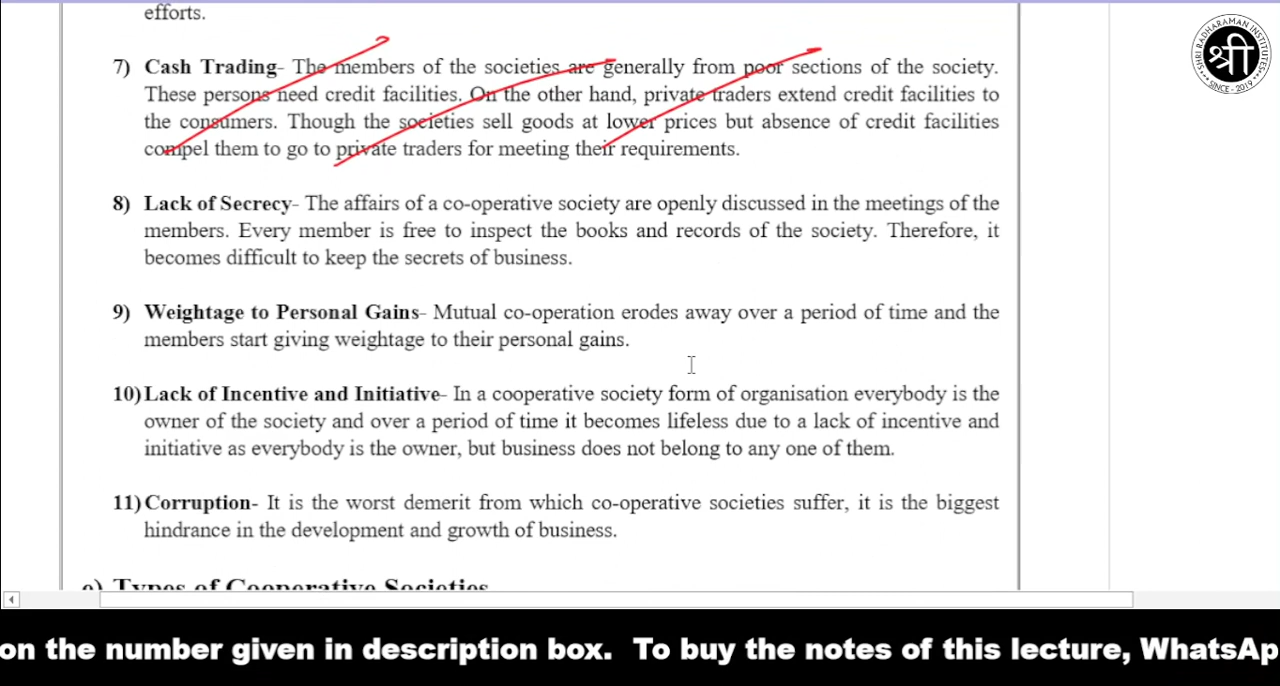 efforts.
7) Cash Trading- The members of the societies are generally from poor sections of the society.
These persons need credit facilities. On the other hand, private traders extend credit facilities to
the consumers. Though the societies sell goods at lower prices but absence of credit facilities
compel them to go to private traders for meeting their requirements.
8) Lack of Secrecy- The affairs of a co-operative society are openly discussed in the meetings of the
members. Every member is free to inspect the books and records of the society. Therefore, it
becomes difficult to keep the secrets of business.
9) Weightage to Personal Gains- Mutual co-operation erodes away over a period of time and the
members start giving weightage to their personal gains.
10) Lack of Incentive and Initiative- In a cooperative society form of organisation everybody is the
owner of the society and over a period of time it becomes lifeless due to a lack of incentive and
initiative as everybody is the owner, but business does not belong to any one of them.
11) Corruption- It is the worst demerit from which co-operative societies suffer, it is the biggest
hindrance in the development and growth of business.
e) Types of Cooperative Societies
on the number given in description box. To buy the notes of this lecture, WhatsAp
SHRI RADHARAMAN INSTITUTES
श्री
SINCE - 2019